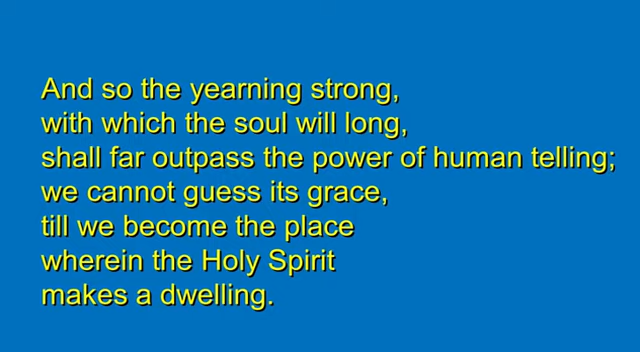 And so the yearning strong,
with which the soul will long,
shall far outpass the power of human telling;
we cannot guess its grace,
till we become the place
wherein the Holy Spirit
makes a dwelling.